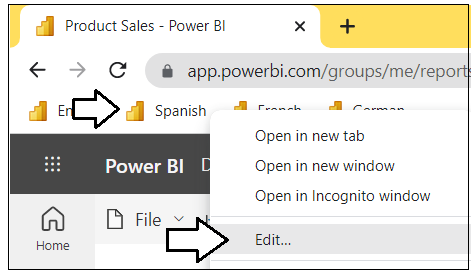 Product Sales - Power BI
app.powerbi.com/groups/me/reports
Spanish French German
Open in new tab
Open in new window
Open in Incognito window
Power BI
File
Edit...
Home